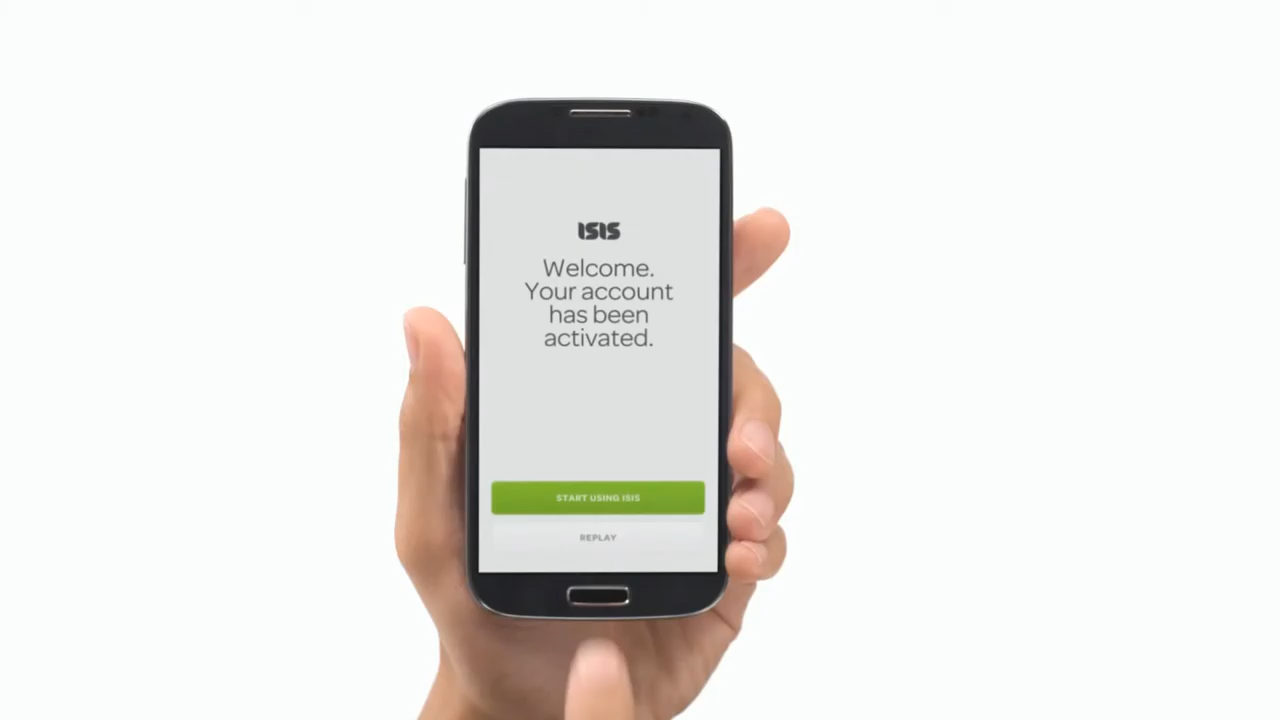 ISIS
Welcome.
Your account
has been
activated.
START USING ISIS
REPLAY